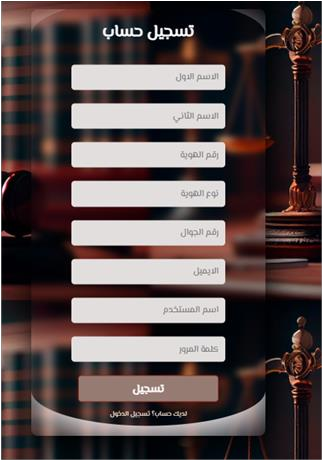 تسجيل حساب
الاسم الاول
الاسم الثاني
رقم الهوية
نوع الهوية
رقم الجوال
الايميل
اسم المستخدم
كلمة المرور
تسجيل
لديك حساب؟ تسجيل الدخول